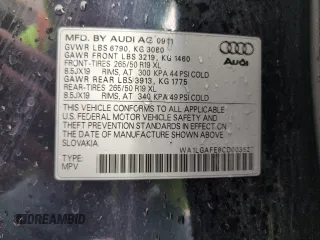 MFD. BY AUDI AG 09/11
GVWR LBS 6790, KG 3080
GAWR FRONT LBS 3219, KG 1460
FRONT-TIRES 265/50 R19 XL
8.5JX19 RIMS, AT 300 KPA 44 PSI COLD
GAWR REAR LBS 3913, KG 1775
REAR-TIRES 265/50 R19 XL
8.5JX19 RIMS, AT 340 KPA 49 PSI COLD
Audi
THIS VEHICLE CONFORMS TO ALL APPLICABLE
U.S. FEDERAL MOTOR VEHICLE SAFETY
AND THEFT PREVENTION STANDARDS IN EFFECT ON
THE DATE OF MANUFACTURE SHOWN ABOVE
SLOVAKIA
TYPE:
MPV
DREAMBID